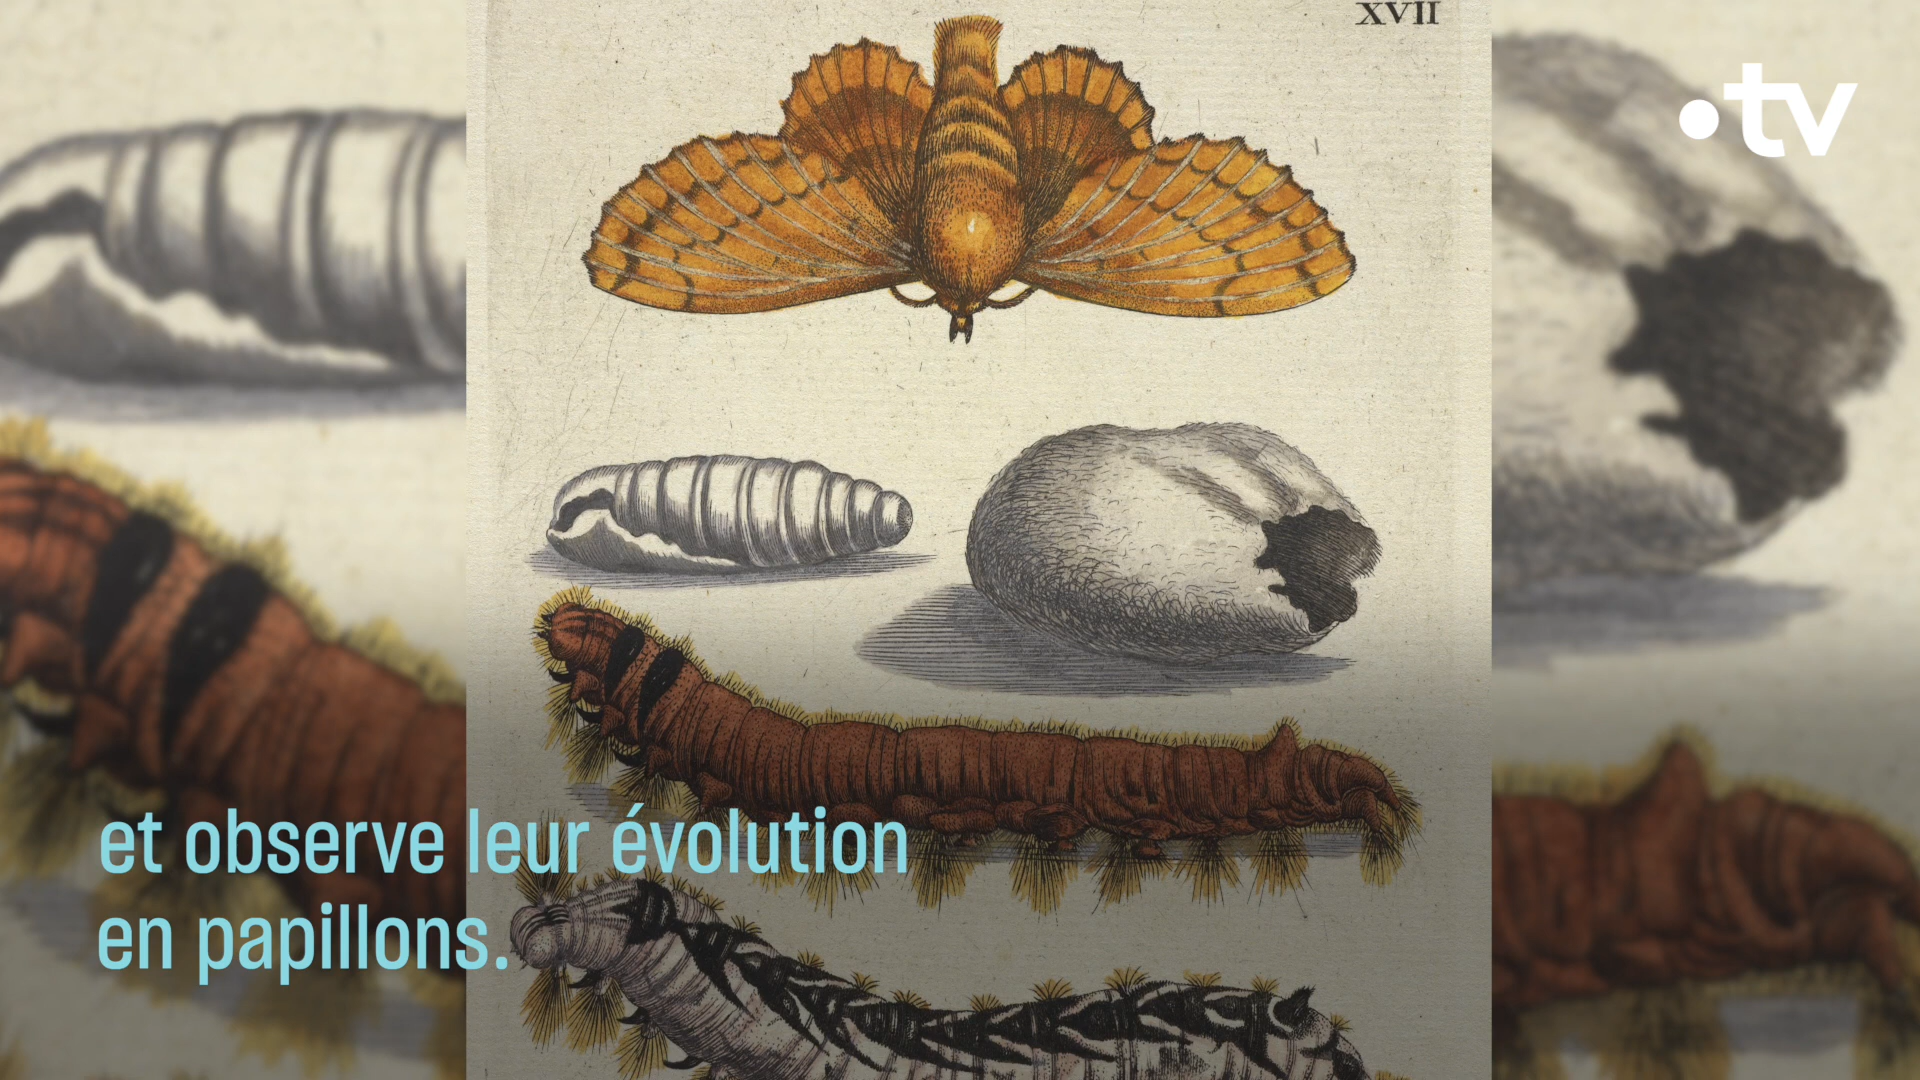 XVII
•tv
et observe leur évolution
en papillons.